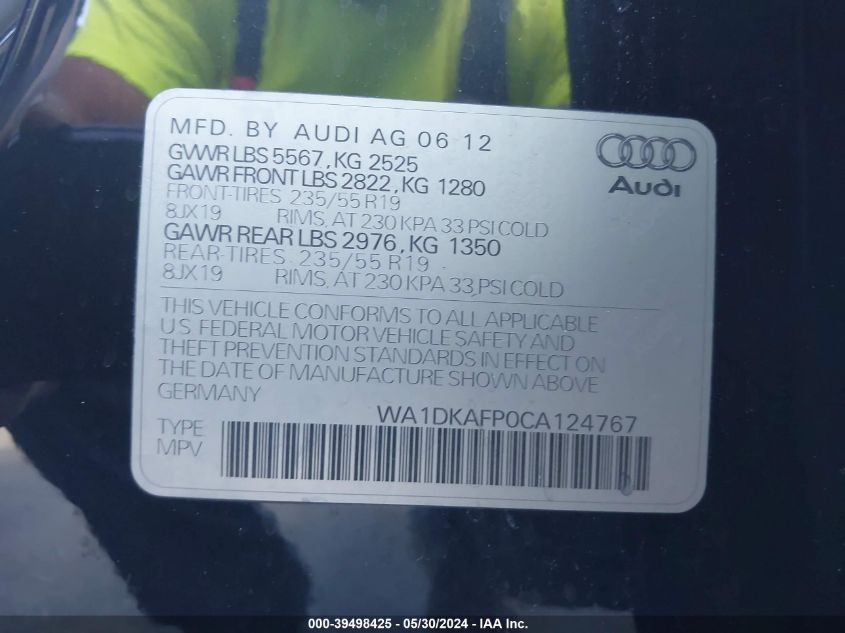 MFD. BY AUDI AG 06 12
GVWR LBS 5567, KG 2525
GAWR FRONT LBS 2822, KG 1280
FRONT-TIRES 235/55 R19
8JX19 RIMS, AT 230 KPA 33 PSI COLD
GAWR REAR LBS 2976, KG 1350
REAR-TIRES 235/55 R19
8JX19 RIMS, AT 230 KPA 33,PSI COLD
Audi
THIS VEHICLE CONFORMS TO ALL APPLICABLE
U.S. FEDERAL MOTOR VEHICLE SAFETY AND
THEFT PREVENTION STANDARDS IN EFFECT ON
THE DATE OF MANUFACTURE SHOWN ABOVE
GERMANY
WA1DKAFP0CA124767
TYPE
MPV
000-39498425 - 05/30/2024 - IAAI.COM